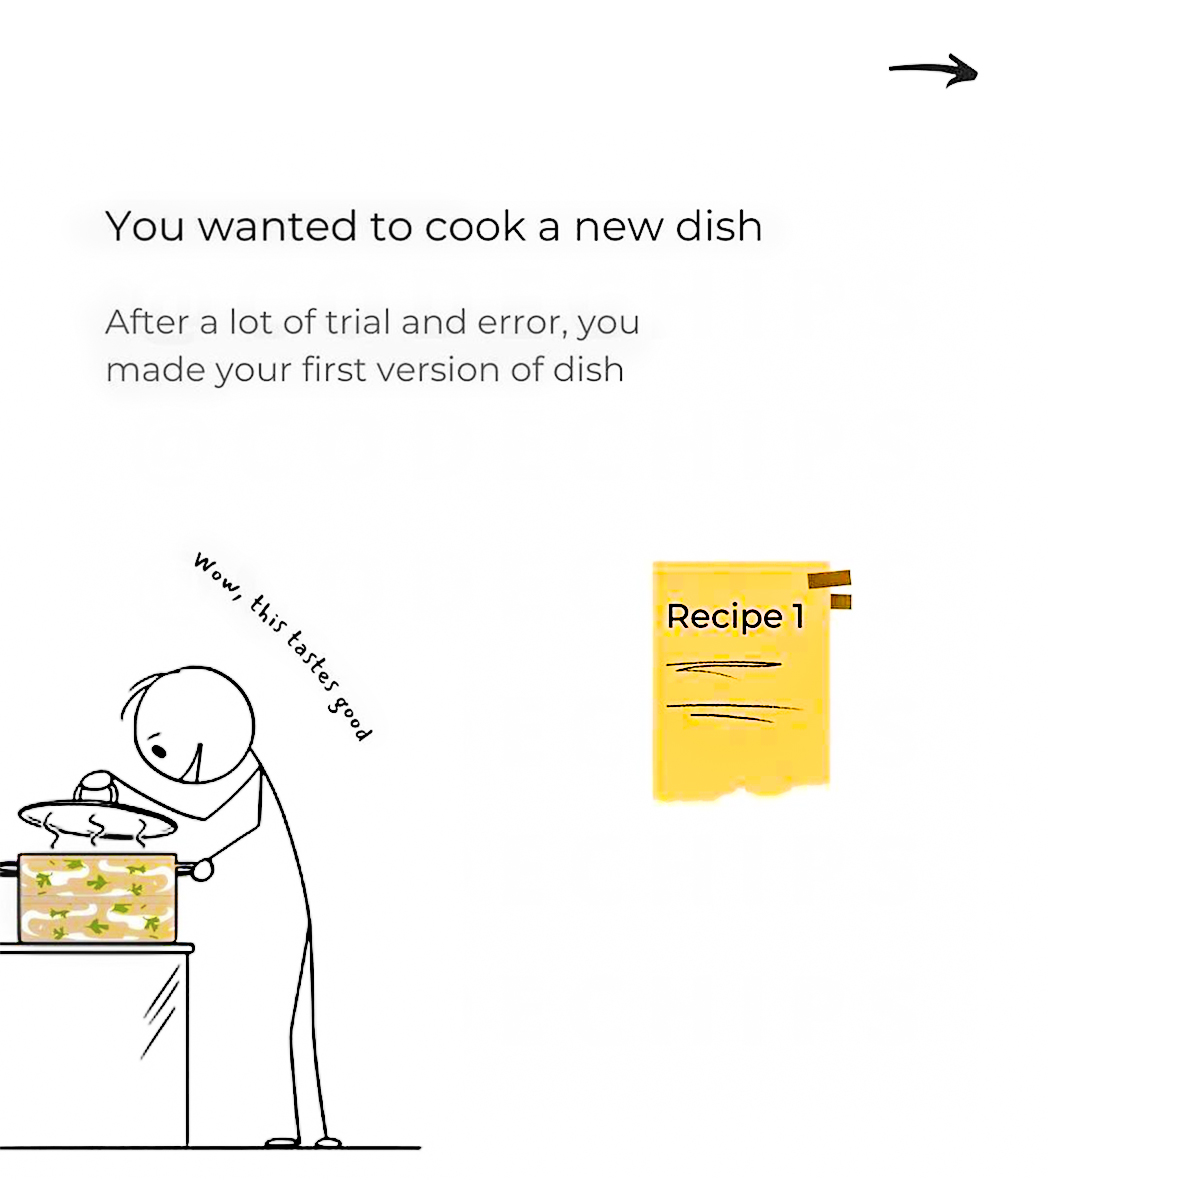 You wanted to cook a new dish
After a lot of trial and error, you
made your first version of dish
Wow, this tastes good
Recipe 1